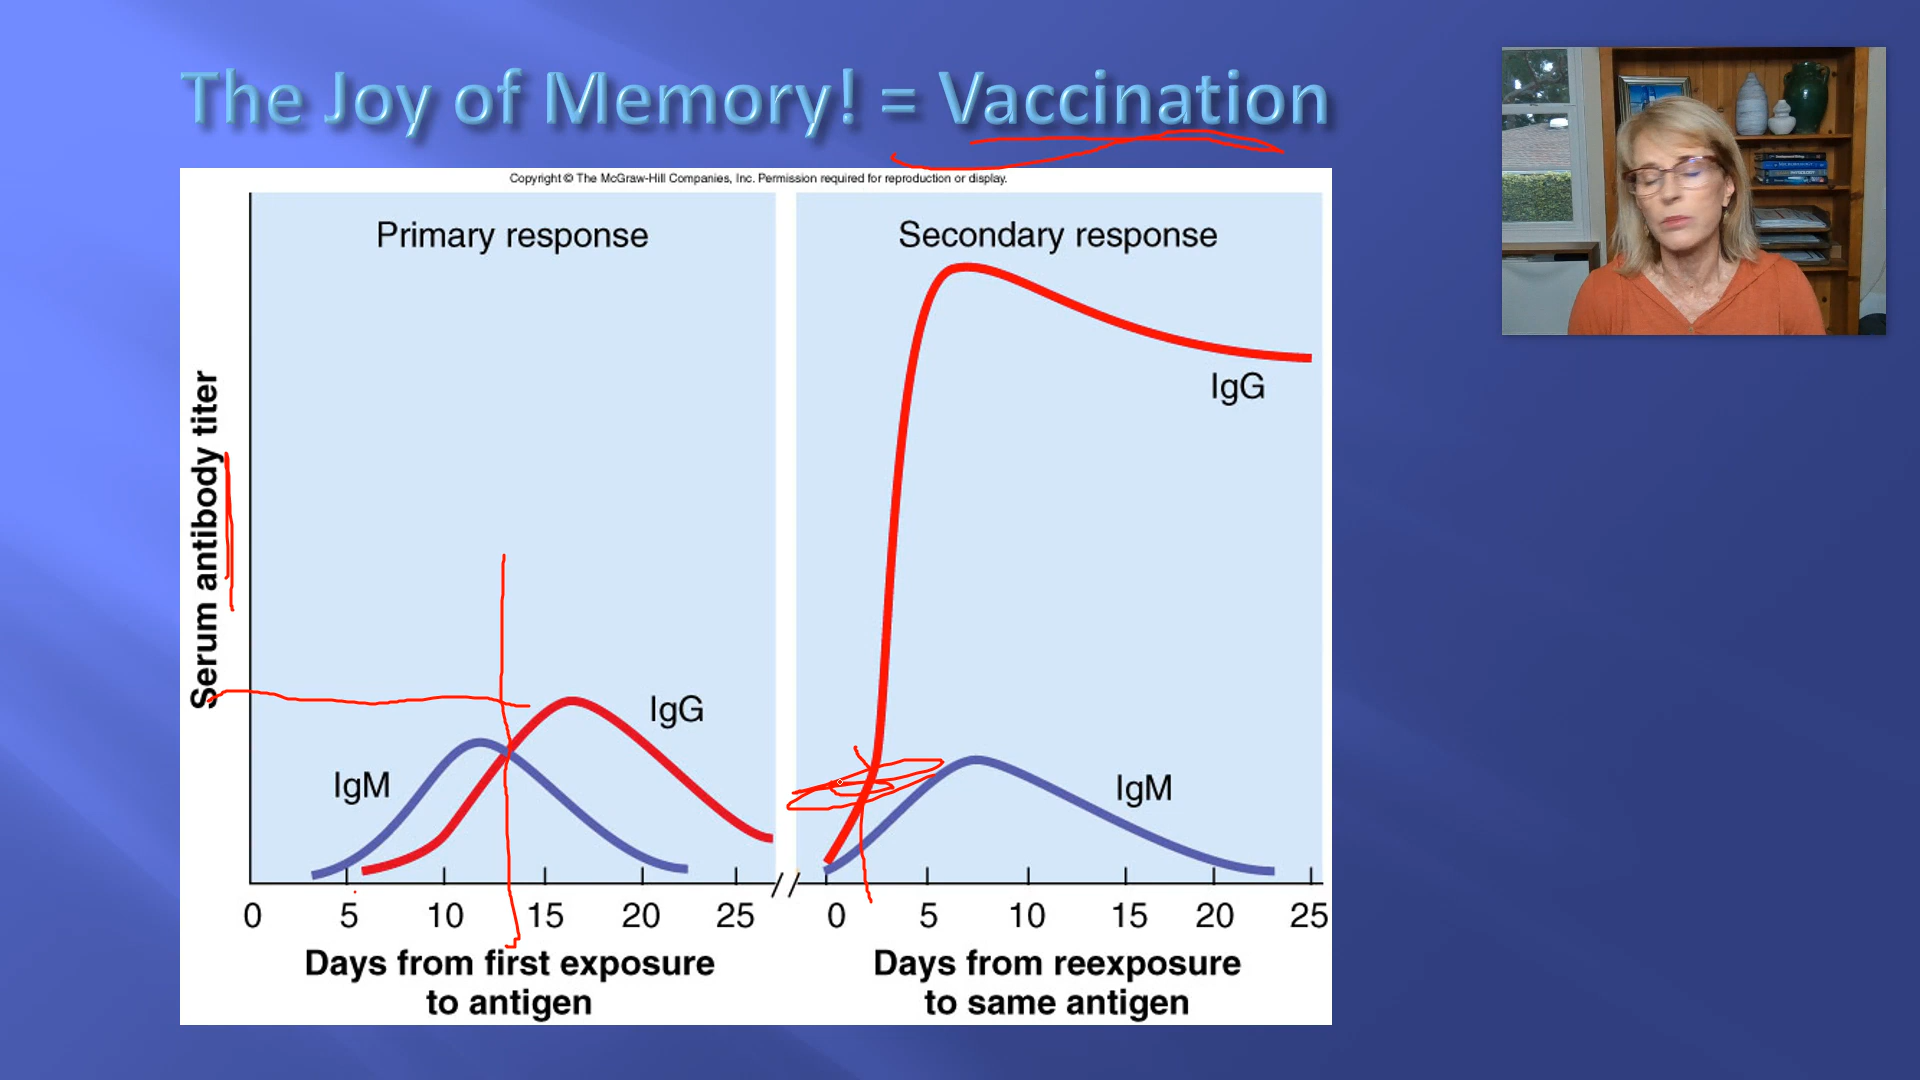 The Joy of Memory! = Vaccination
Copyright © The McGraw-Hill Companies, Inc. Permission required for reproduction or display.
Serum antibody titer
Primary response
IgM
IgG
0 5 10 15 20 25
Days from first exposure
to antigen
Secondary response
IgG
IgM
0 5 10 15 20 25
Days from reexposure
to same antigen